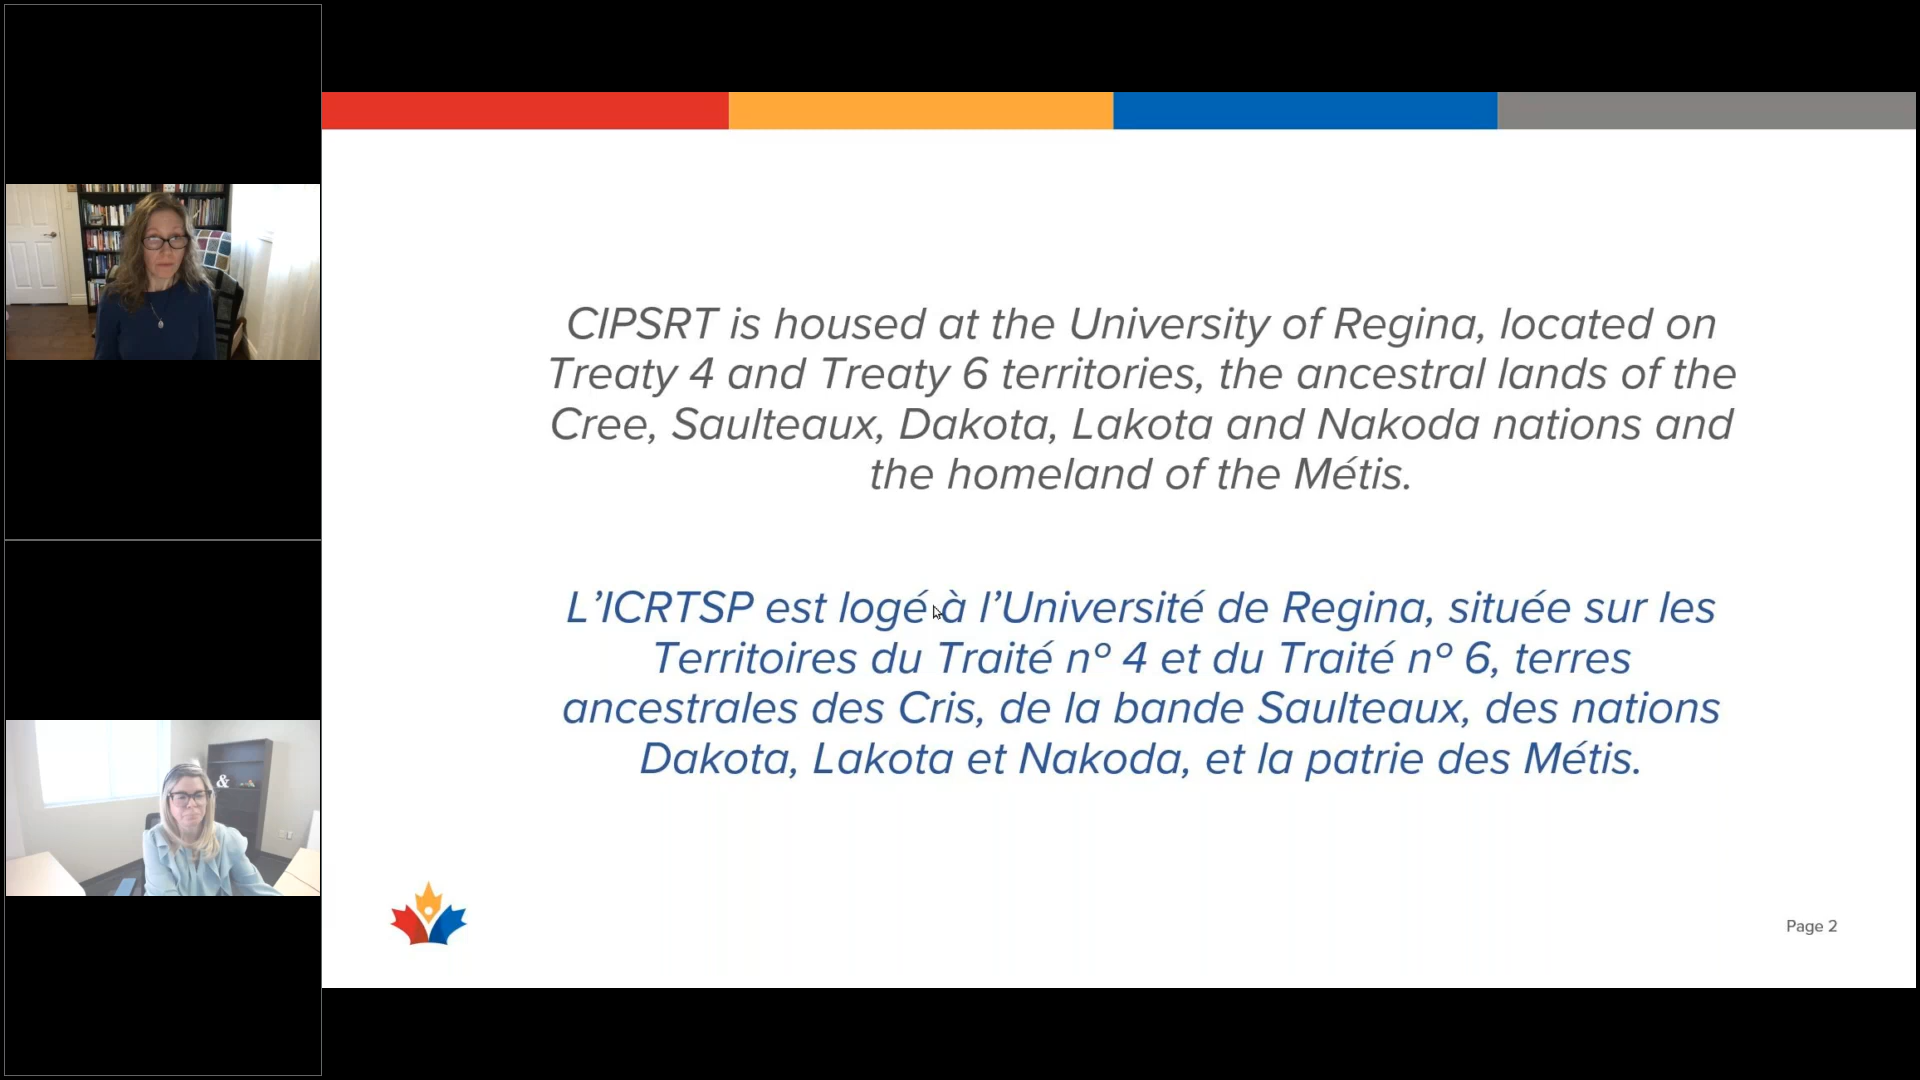 CIPSRT is housed at the University of Regina, located on
Treaty 4 and Treaty 6 territories, the ancestral lands of the
Cree, Saulteaux, Dakota, Lakota and Nakoda nations and
the homeland of the Métis.
L’ICRTSP est logé à l’Université de Regina, située sur les
Territoires du Traité nº 4 et du Traité nº 6, terres
ancestrales des Cris, de la bande Saulteaux, des nations
Dakota, Lakota et Nakoda, et la patrie des Métis.
&
Page 2